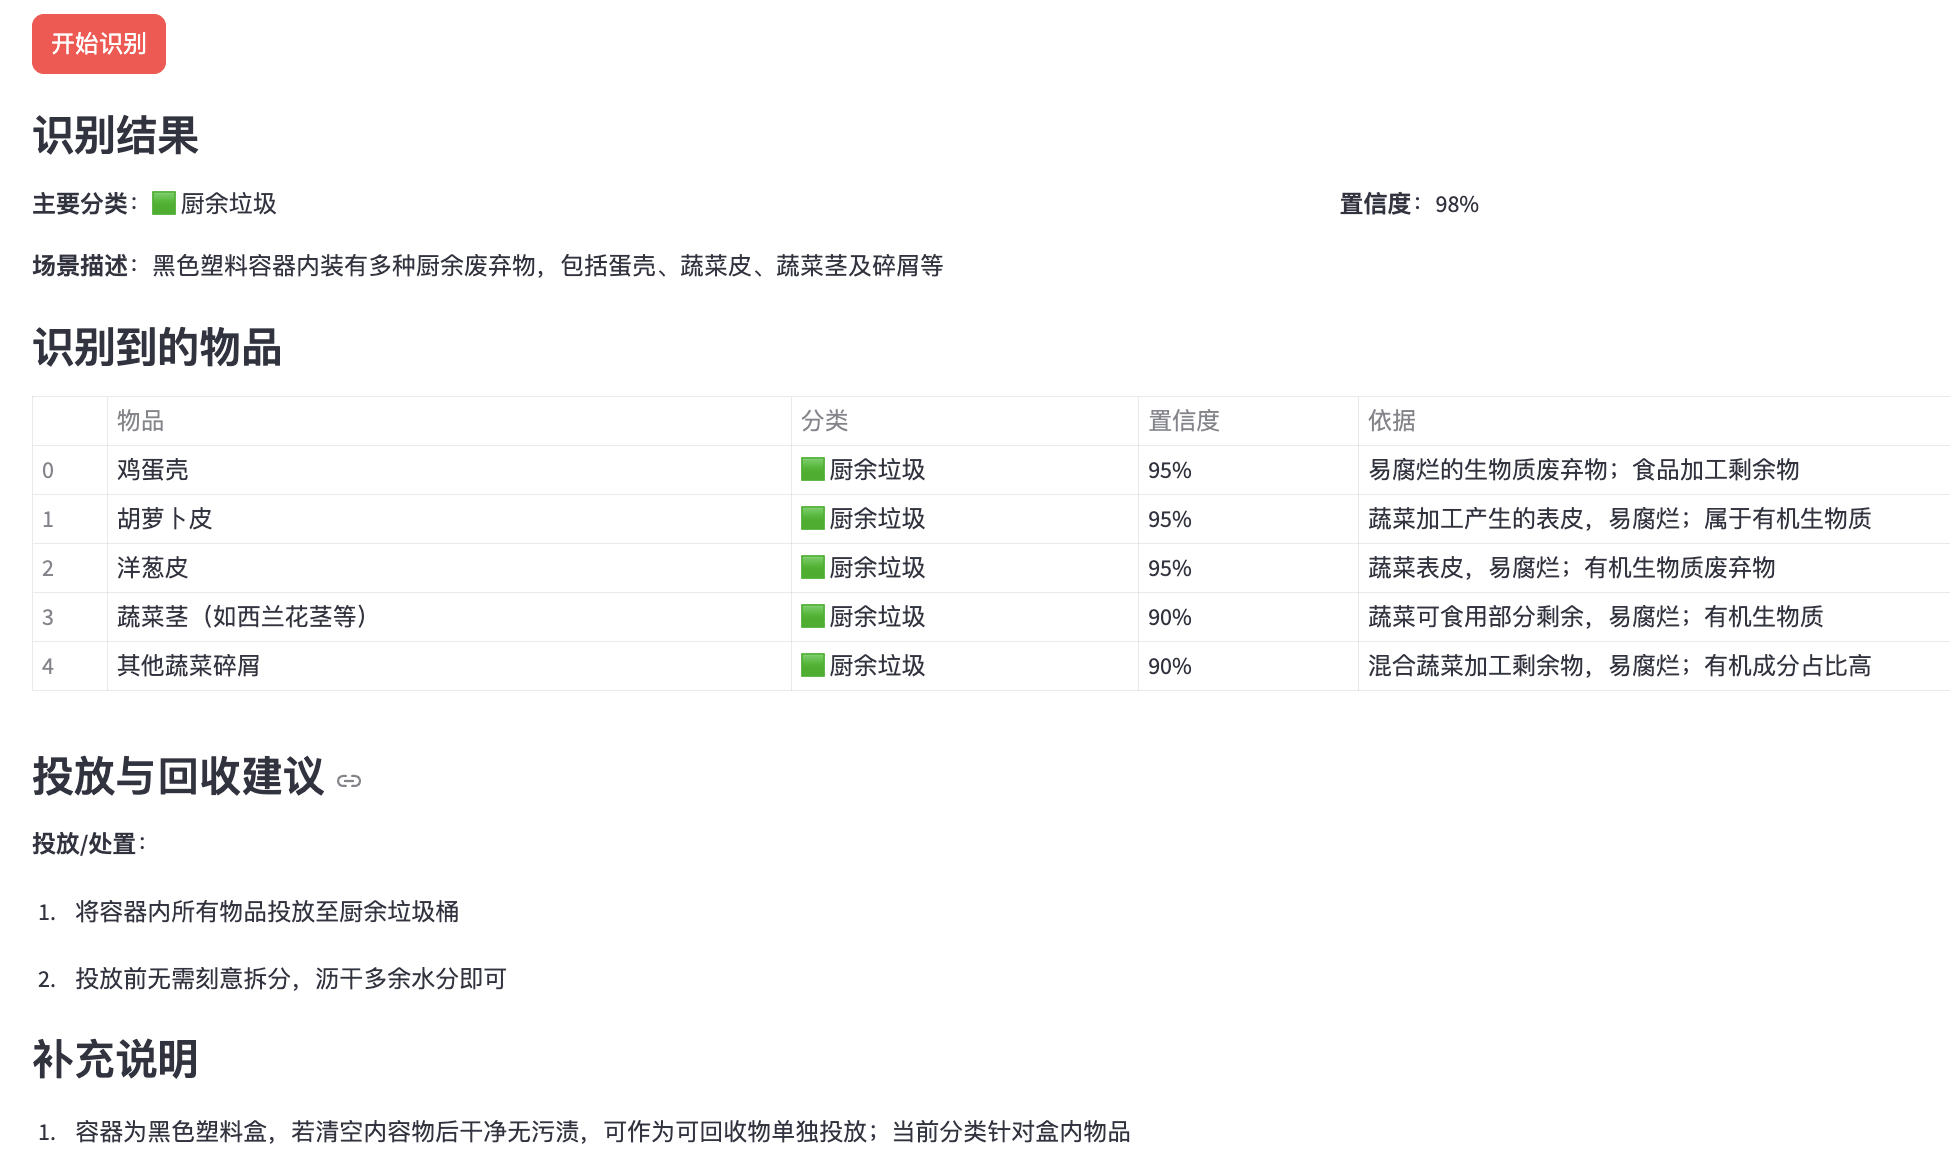 开始识别
识别结果
主要分类： 厨余垃圾
置信度：98%
场景描述：黑色塑料容器内装有多种厨余废弃物，包括蛋壳、蔬菜皮、蔬菜茎及碎屑等
识别到的物品
物品 分类 置信度 依据
0 鸡蛋壳 厨余垃圾 95% 易腐烂的生物质废弃物；食品加工剩余物
1 胡萝卜皮 厨余垃圾 95% 蔬菜加工产生的表皮，易腐烂；属于有机生物质
2 洋葱皮 厨余垃圾 95% 蔬菜表皮，易腐烂；有机生物质废弃物
3 蔬菜茎（如西兰花茎等） 厨余垃圾 90% 蔬菜可食用部分剩余，易腐烂；有机生物质
4 其他蔬菜碎屑 厨余垃圾 90% 混合蔬菜加工剩余物，易腐烂；有机成分占比高
投放与回收建议
投放/处置：
1. 将容器内所有物品投放至厨余垃圾桶
2. 投放前无需刻意拆分，沥干多余水分即可
补充说明
1. 容器为黑色塑料盒，若清空内容物后干净无污渍，可作为可回收物单独投放；当前分类针对盒内物品